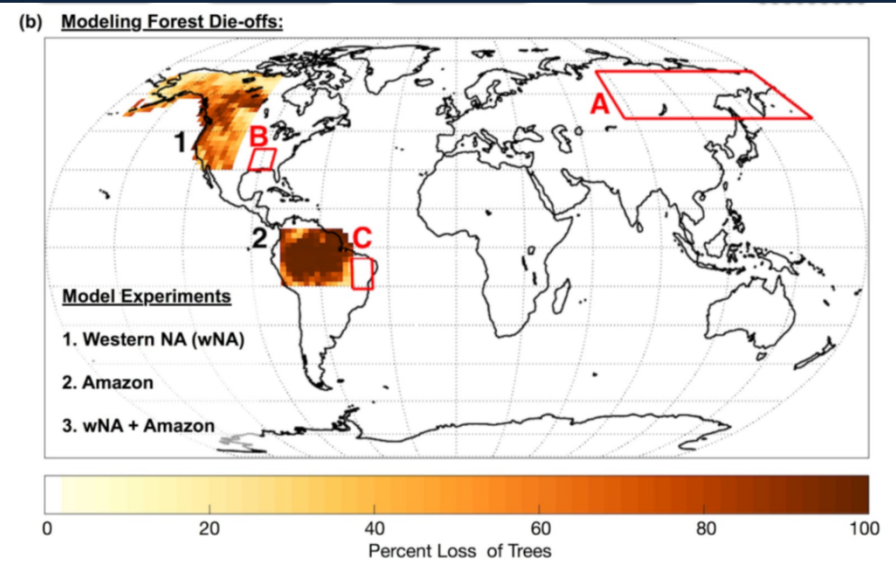 (b) Modeling Forest Die-offs:
A
1
B
2
C
Model Experiments
1. Western NA (wNA)
2. Amazon
3. wNA + Amazon
0 20 40 60 80 100
Percent Loss of Trees